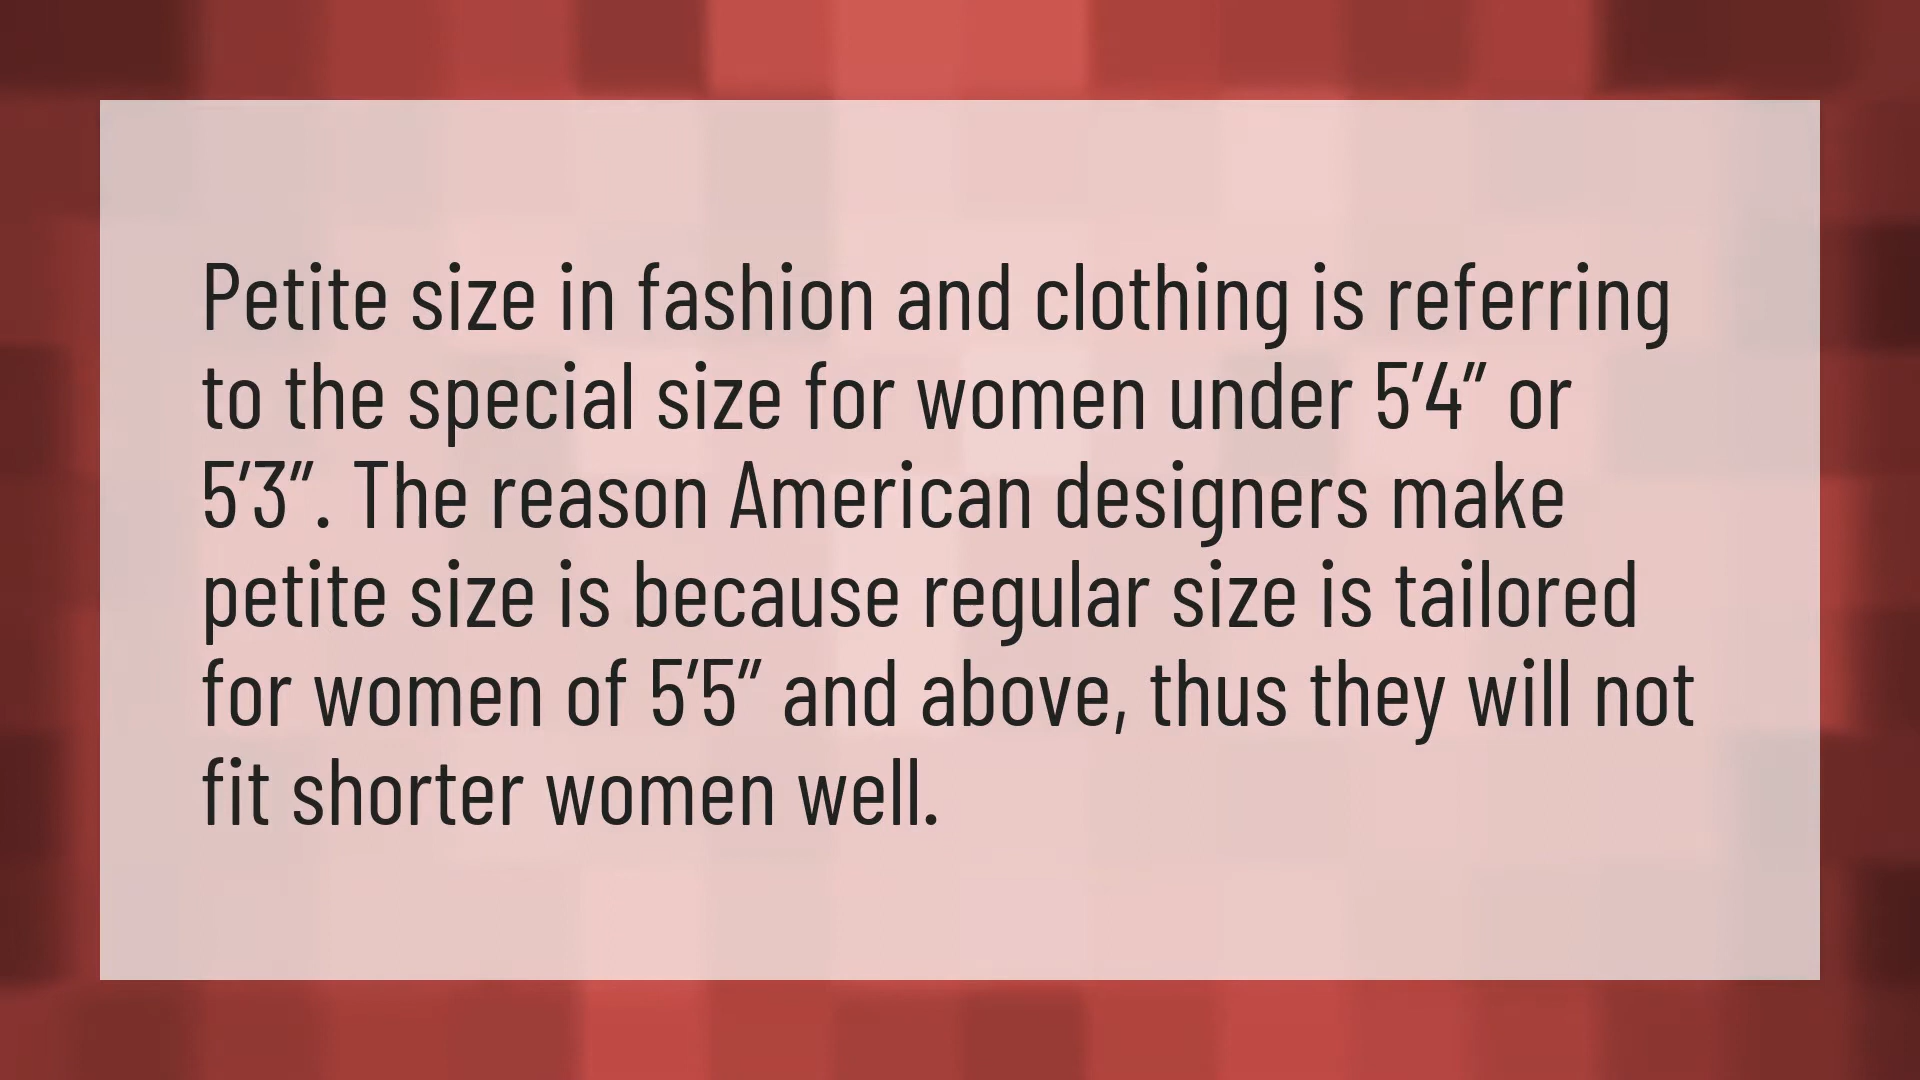 Petite size in fashion and clothing is referring
to the special size for women under 5′4″ or
5′3″. The reason American designers make
petite size is because regular size is tailored
for women of 5′5″ and above, thus they will not
fit shorter women well.